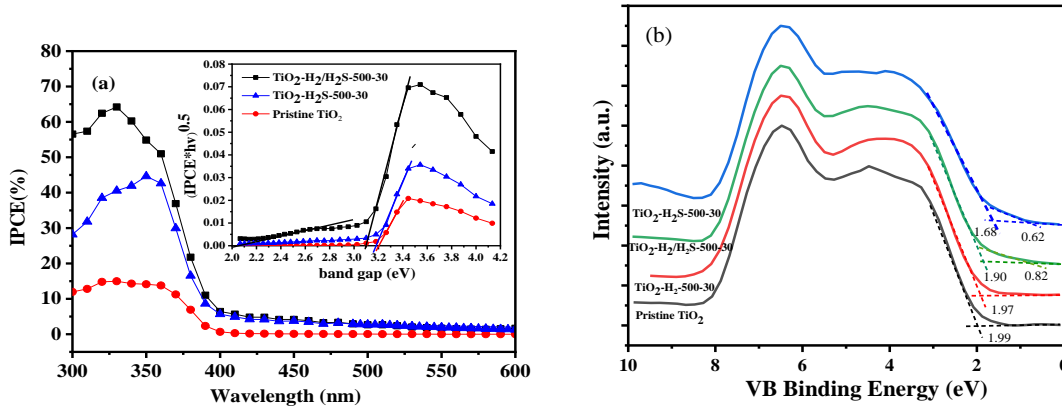 (a)
80
70
60
50
40
30
20
10
0
IPCE(%)
300 350 400 450 500 550 600
Wavelength (nm)
TiO2-H2/H2S-500-30
TiO2-H2S-500-30
Pristine TiO2
0.08
0.07
0.06
0.05
0.04
0.03
0.02
0.01
0.00
(IPCE*hv)^0.5
2.0 2.2 2.4 2.6 2.8 3.0 3.2 3.4 3.6 3.8 4.0 4.2
band gap (eV)
(b)
Intensity (a.u.)
TiO2-H2S-500-30
1.68 0.62
TiO2-H2/H2S-500-30
1.90 0.82
TiO2-H2-500-30
1.97
Pristine TiO2
1.99
10 8 6 4 2 0
VB Binding Energy (eV)